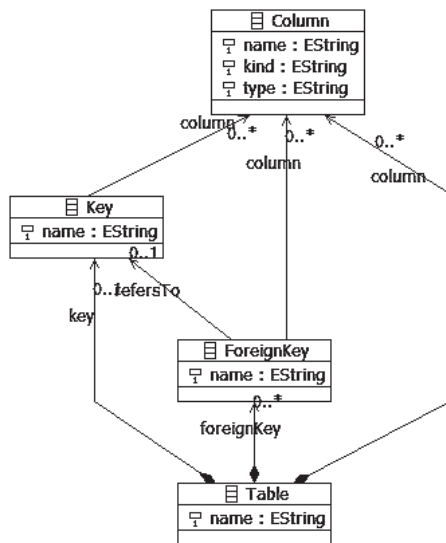 Column
name : EString
kind : EString
type : EString
column
0..*
0..*
0..*
column
column
Key
name : EString
0..1
0..1
refersTo
key
ForeignKey
name : EString
0..*
foreignKey
Table
name : EString